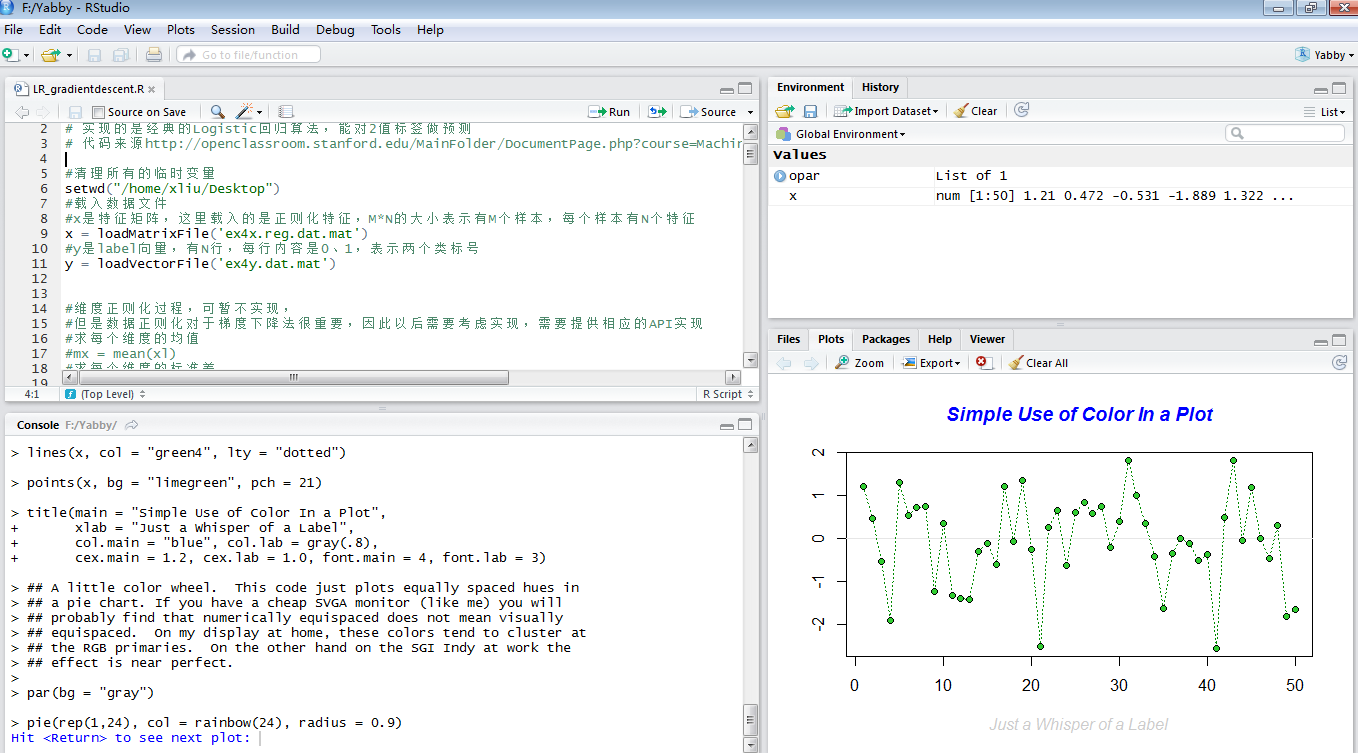 F:/Yabby - RStudio
File Edit Code View Plots Session Build Debug Tools Help
Go to file/function
Yabby
LR_gradientdescent.R
Source on Save
Run
Source
2 # 实现的是经典的Logistic回归算法，能对2值标签做预测
3 # 代码来源http://openclassroom.stanford.edu/MainFolder/DocumentPage.php?course=Machin
4
5 #清理所有的临时变量
6 setwd("/home/xliu/Desktop")
7 #载入数据文件
8 #x是特征矩阵，这里载入的是正则化特征，M*N的大小表示有M个样本，每个样本有N个特征
9 x = loadMatrixFile('ex4x.reg.dat.mat')
10 #y是label向量，有N行，每行内容是0、1，表示两个类标号
11 y = loadVectorFile('ex4y.dat.mat')
12
13
14 #维度正则化过程，可暂不实现，
15 #但是数据正则化对于梯度下降法很重要，因此以后需要考虑实现，需要提供相应的API实现
16 #求每个维度的均值
17 #mx = mean(xl)
18 #求每个维度的标准差
19
4:1 (Top Level) R Script
Console F:/Yabby/
> lines(x, col = "green4", lty = "dotted")
> points(x, bg = "limegreen", pch = 21)
> title(main = "Simple Use of Color In a Plot",
+       xlab = "Just a Whisper of a Label",
+       col.main = "blue", col.lab = gray(.8),
+       cex.main = 1.2, cex.lab = 1.0, font.main = 4, font.lab = 3)
> ## A little color wheel.  This code just plots equally spaced hues in
> ## a pie chart. If you have a cheap SVGA monitor (like me) you will
> ## probably find that numerically equispaced does not mean visually
> ## equispaced.  On my display at home, these colors tend to cluster at
> ## the RGB primaries.  On the other hand on the SGI Indy at work the
> ## effect is near perfect.
>
> par(bg = "gray")
> pie(rep(1,24), col = rainbow(24), radius = 0.9)
Hit <Return> to see next plot:
Environment History
Import Dataset Clear List
Global Environment
Values
opar List of 1
x num [1:50] 1.21 0.472 -0.531 -1.889 1.322 ...
Files Plots Packages Help Viewer
Zoom Export Clear All
Simple Use of Color In a Plot
2
1
0
-1
-2
0 10 20 30 40 50
Just a Whisper of a Label